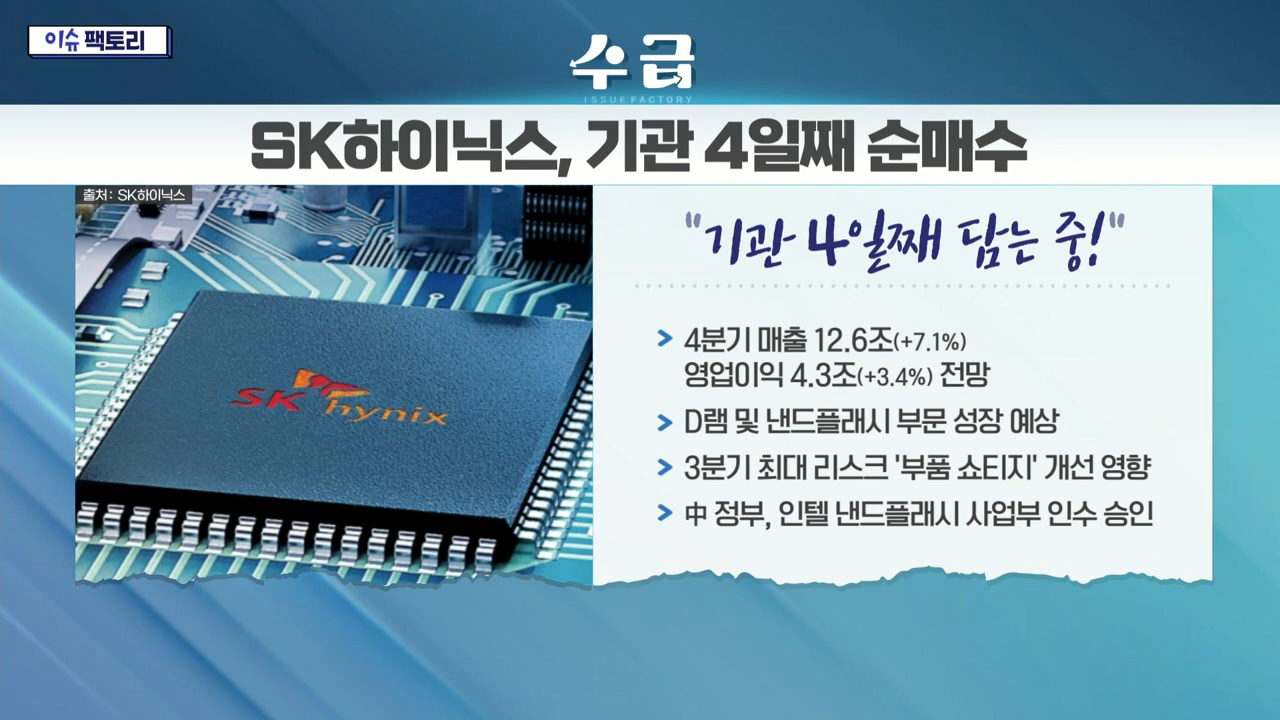 이슈 팩토리
수급
ISSUE FACTORY
SK하이닉스, 기관 4일째 순매수
출처: SK하이닉스
SK hynix
"기관 4일째 담는 중!"
> 4분기 매출 12.6조(+7.1%)
영업이익 4.3조(+3.4%) 전망
> D램 및 낸드플래시 부문 성장 예상
> 3분기 최대 리스크 '부품 쇼티지' 개선 영향
> 中 정부, 인텔 낸드플래시 사업부 인수 승인